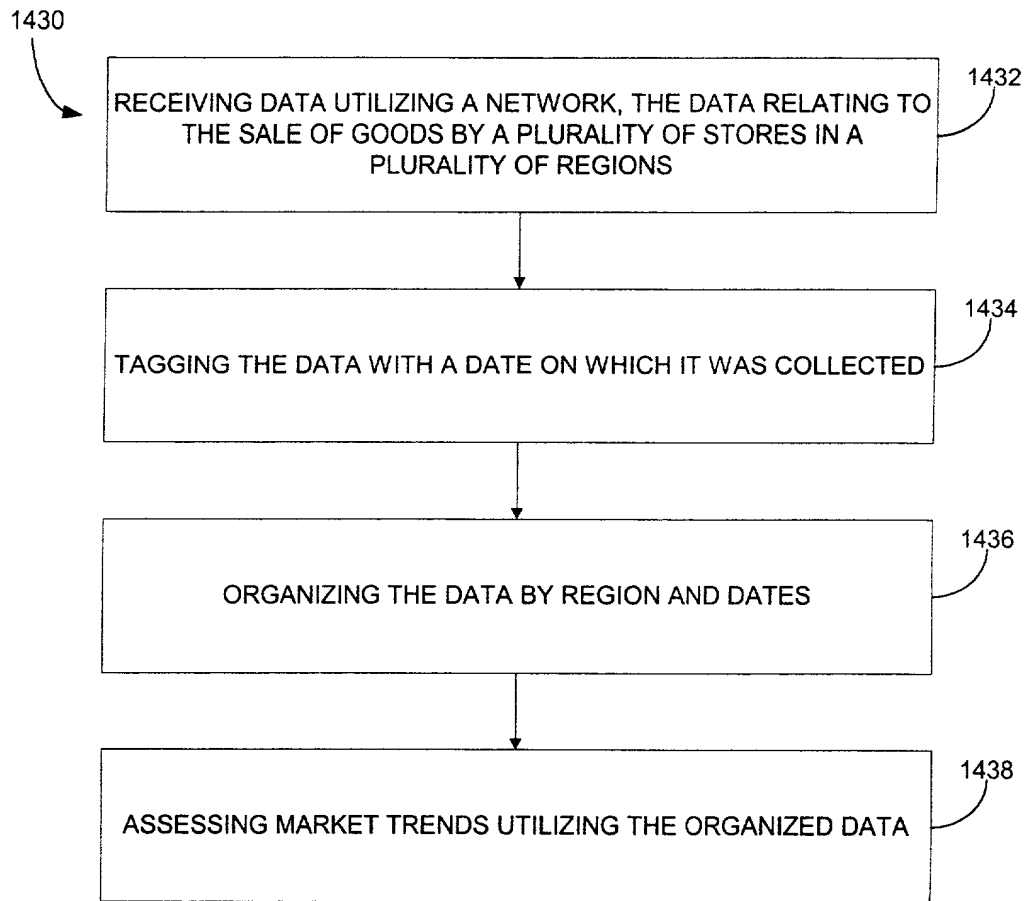 1430
1432
RECEIVING DATA UTILIZING A NETWORK, THE DATA RELATING TO
THE SALE OF GOODS BY A PLURALITY OF STORES IN A
PLURALITY OF REGIONS
1434
TAGGING THE DATA WITH A DATE ON WHICH IT WAS COLLECTED
1436
ORGANIZING THE DATA BY REGION AND DATES
1438
ASSESSING MARKET TRENDS UTILIZING THE ORGANIZED DATA